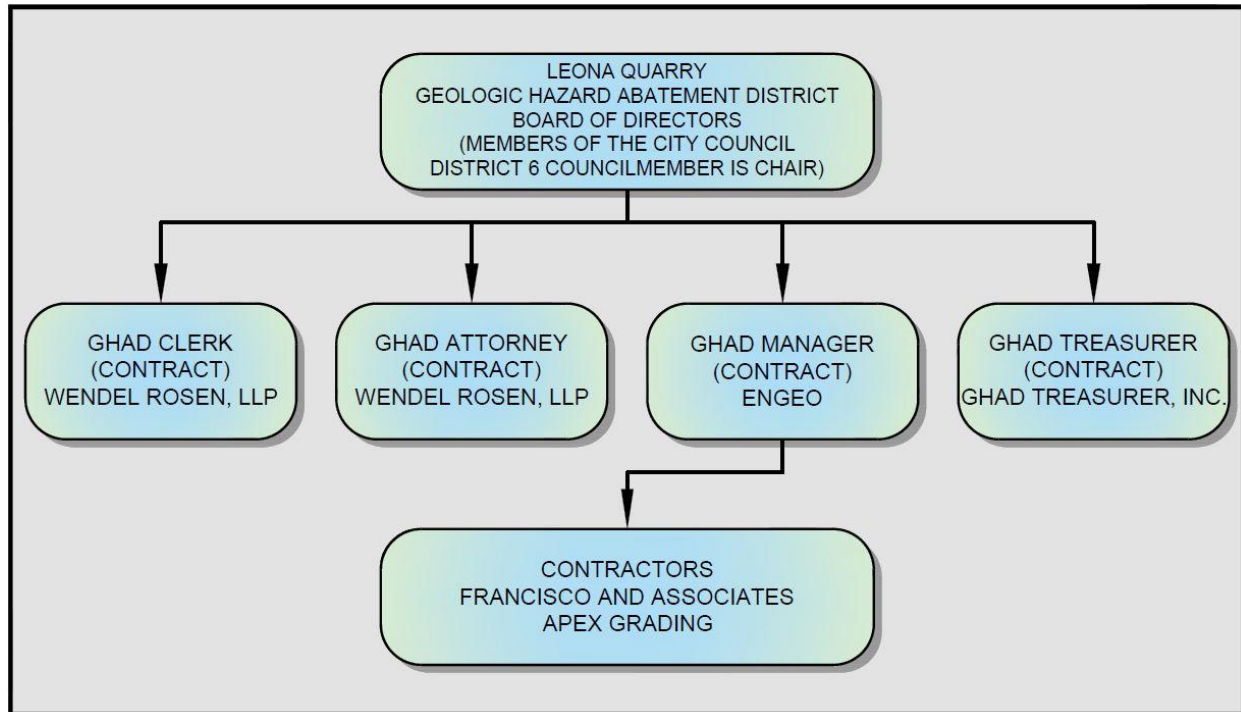 LEONA QUARRY
GEOLOGIC HAZARD ABATEMENT DISTRICT
BOARD OF DIRECTORS
(MEMBERS OF THE CITY COUNCIL
DISTRICT 6 COUNCILMEMBER IS CHAIR)
GHAD CLERK
(CONTRACT)
WENDEL ROSEN, LLP
GHAD ATTORNEY
(CONTRACT)
WENDEL ROSEN, LLP
GHAD MANAGER
(CONTRACT)
ENGEO
GHAD TREASURER
(CONTRACT)
GHAD TREASURER, INC.
CONTRACTORS
FRANCISCO AND ASSOCIATES
APEX GRADING